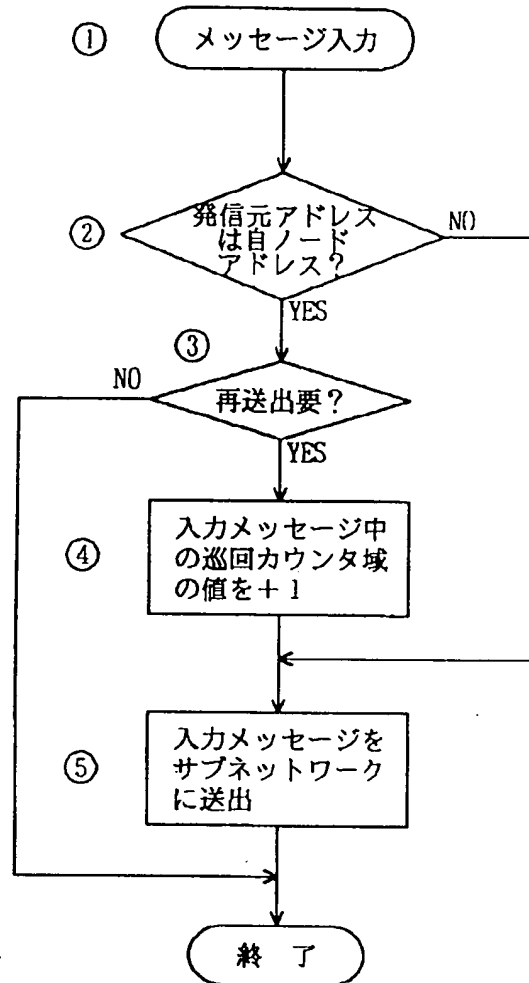 ① メッセージ入力
② 発信元アドレス
は自ノード
アドレス?
NO
YES
③
NO
再送出要?
YES
④ 入力メッセージ中
の巡回カウンタ域
の値を+1
⑤ 入力メッセージを
サブネットワーク
に送出
終 了